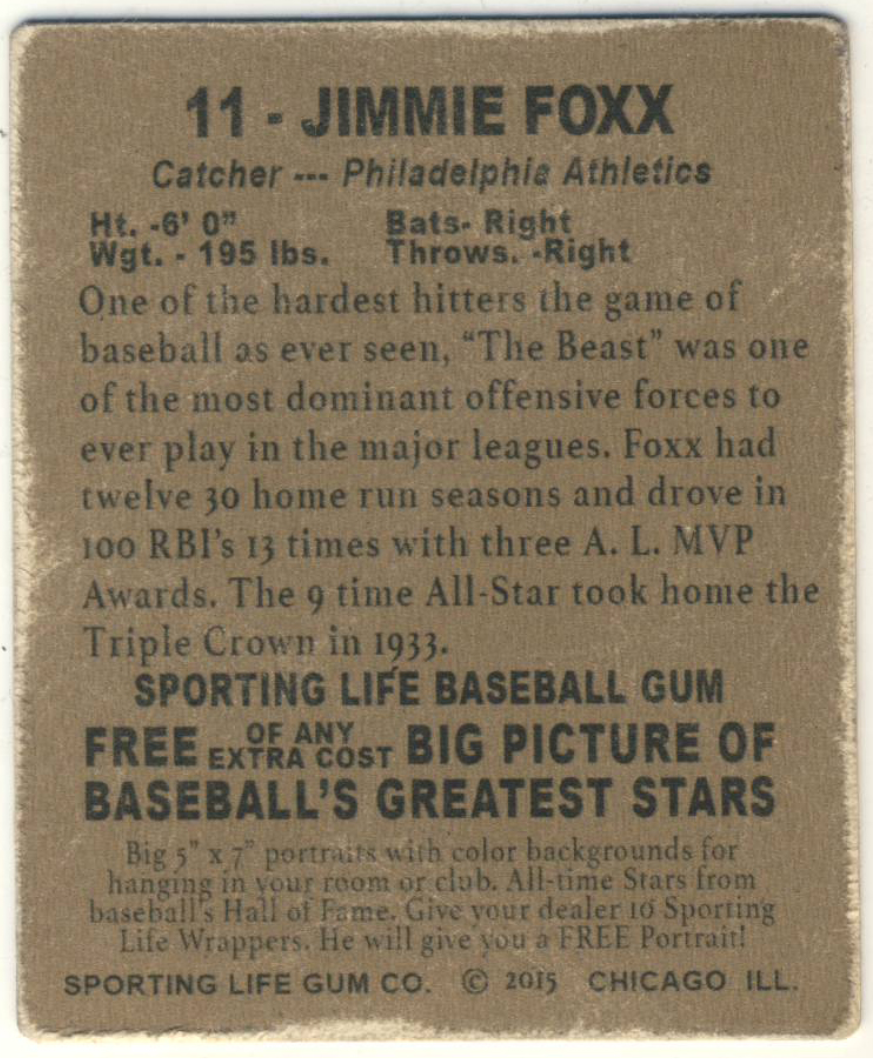 11 - JIMMIE FOXX
Catcher --- Philadelphia Athletics
Ht. -6' 0" Bats- Right
Wgt. - 195 lbs. Throws. -Right
One of the hardest hitters the game of
baseball as ever seen, “The Beast” was one
of the most dominant offensive forces to
ever play in the major leagues. Foxx had
twelve 30 home run seasons and drove in
100 RBI's 13 times with three A. L. MVP
Awards. The 9 time All-Star took home the
Triple Crown in 1933.
SPORTING LIFE BASEBALL GUM
FREE OF ANY EXTRA COST BIG PICTURE OF
BASEBALL'S GREATEST STARS
Big 5" x 7" portraits with color backgrounds for
hanging in your room or club. All-time Stars from
baseball's Hall of Fame. Give your dealer 10 Sporting
Life Wrappers. He will give you a FREE Portrait!
SPORTING LIFE GUM CO. © 2015 CHICAGO ILL.